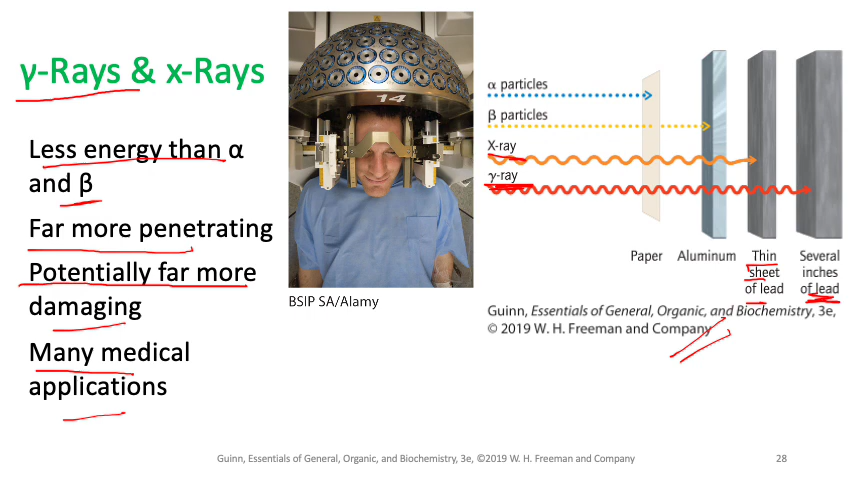 γ-Rays & x-Rays
Less energy than α
and β
Far more penetrating
Potentially far more
damaging
Many medical
applications
14
BSIP SA/Alamy
α particles
β particles
X-ray
γ-ray
Paper
Aluminum
Thin
sheet
of lead
Several
inches
of lead
Guinn, Essentials of General, Organic, and Biochemistry, 3e,
© 2019 W. H. Freeman and Company
Guinn, Essentials of General, Organic, and Biochemistry, 3e, ©2019 W. H. Freeman and Company
28